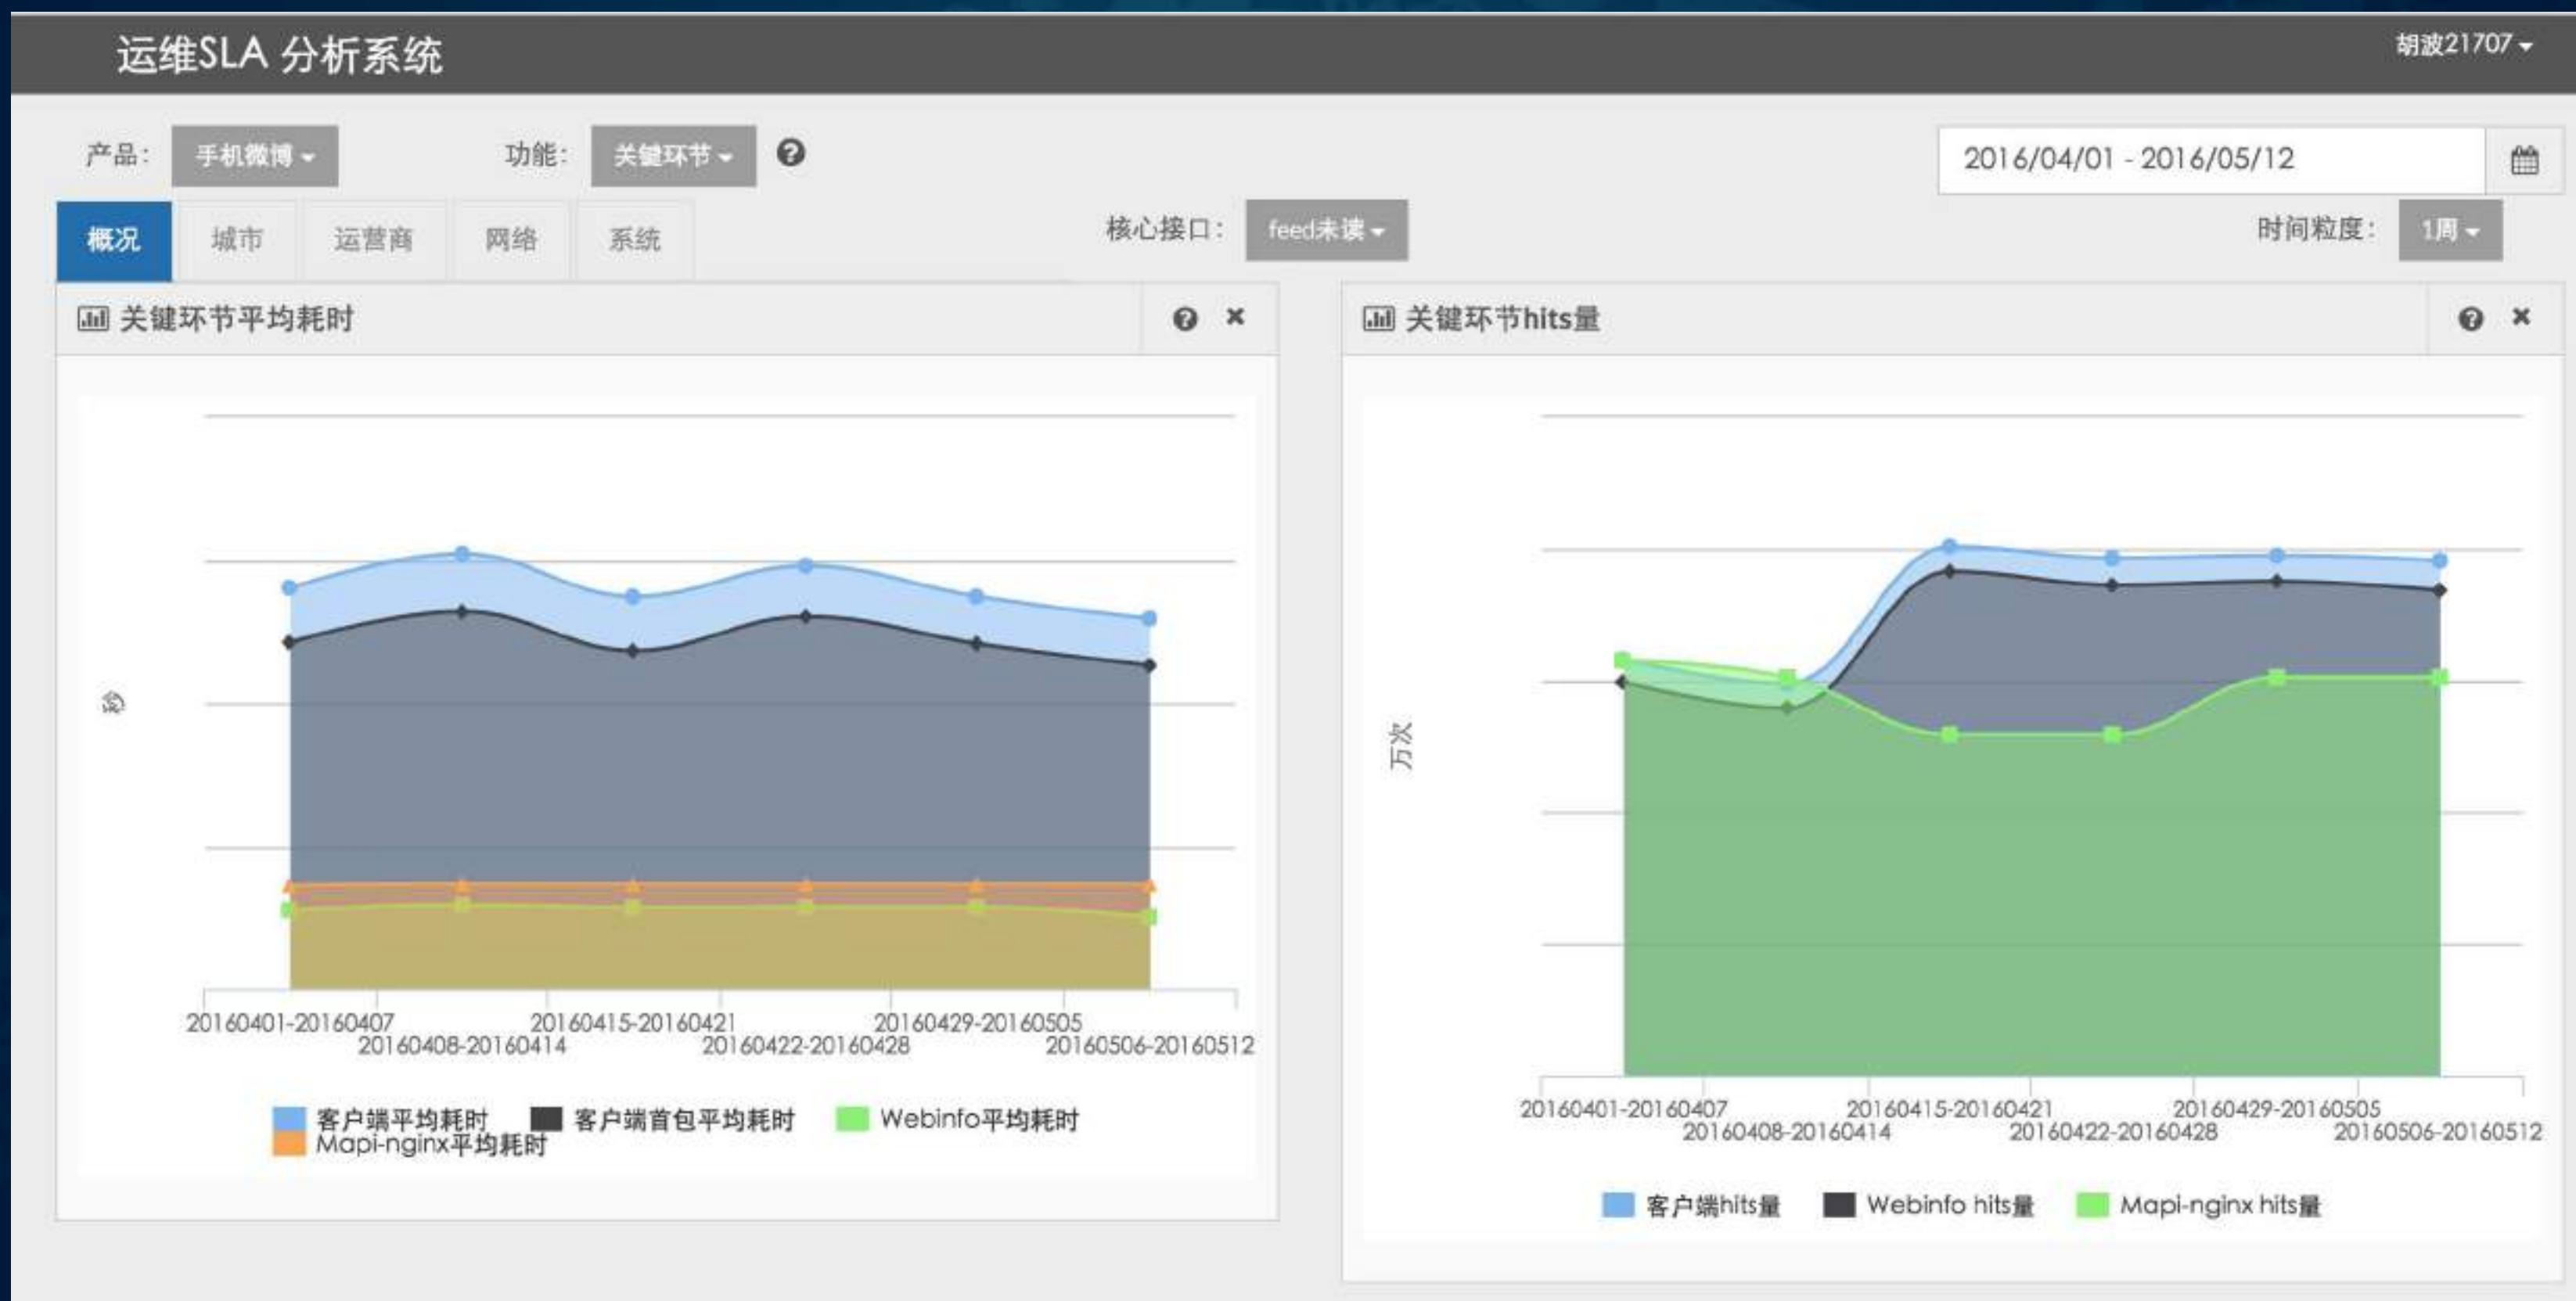 运维SLA 分析系统
胡波21707
产品：
手机微博
功能：
关键环节
2016/04/01 - 2016/05/12
概况
城市
运营商
网络
系统
核心接口：
feed未读
时间粒度：
1周
关键环节平均耗时
秒
20160401-20160407
20160408-20160414
20160415-20160421
20160422-20160428
20160429-20160505
20160506-20160512
客户端平均耗时
客户端首包平均耗时
Webinfo平均耗时
Mapi-nginx平均耗时
关键环节hits量
万次
20160401-20160407
20160408-20160414
20160415-20160421
20160422-20160428
20160429-20160505
20160506-20160512
客户端hits量
Webinfo hits量
Mapi-nginx hits量